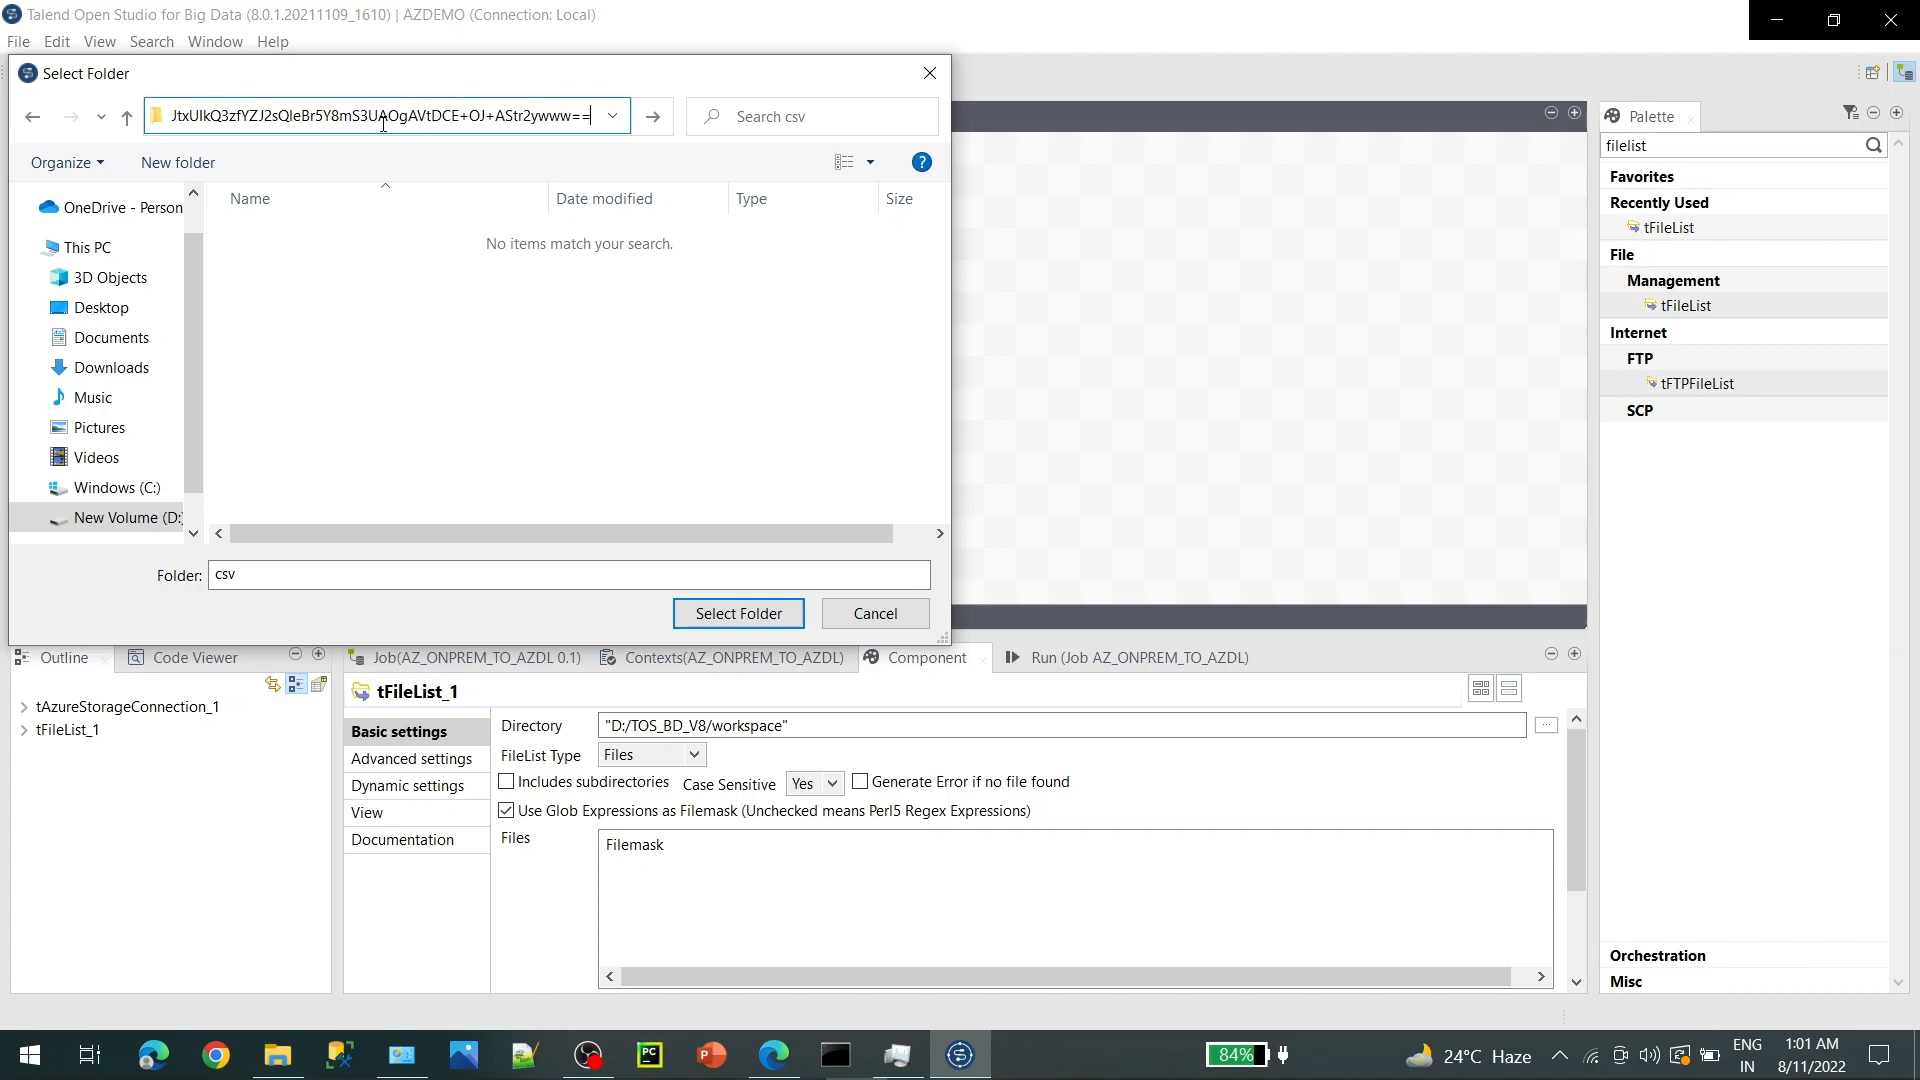 Talend Open Studio for Big Data (8.0.1.20211109_1610) | AZDEMO (Connection: Local)
File Edit View Search Window Help
Select Folder
JtxUlkQ3zfYZJ2sQleBr5Y8mS3UAOgAVtDCE+OJ+AStr2ywww==
Search csv
Organize
New folder
Name
Date modified
Type
Size
No items match your search.
OneDrive - Person
This PC
3D Objects
Desktop
Documents
Downloads
Music
Pictures
Videos
Windows (C:)
New Volume (D:)
Folder: csv
Select Folder
Cancel
Palette
filelist
Favorites
Recently Used
tFileList
File
Management
tFileList
Internet
FTP
tFTPFileList
SCP
Orchestration
Misc
Outline
Code Viewer
tAzureStorageConnection_1
tFileList_1
Job(AZ_ONPREM_TO_AZDL 0.1)
Contexts(AZ_ONPREM_TO_AZDL)
Component
Run (Job AZ_ONPREM_TO_AZDL)
tFileList_1
Basic settings
Advanced settings
Dynamic settings
View
Documentation
Directory "D:/TOS_BD_V8/workspace"
FileList Type Files
Includes subdirectories Case Sensitive Yes Generate Error if no file found
Use Glob Expressions as Filemask (Unchecked means Perl5 Regex Expressions)
Files
Filemask
PC
84%
24°C Haze
ENG
IN
1:01 AM
8/11/2022